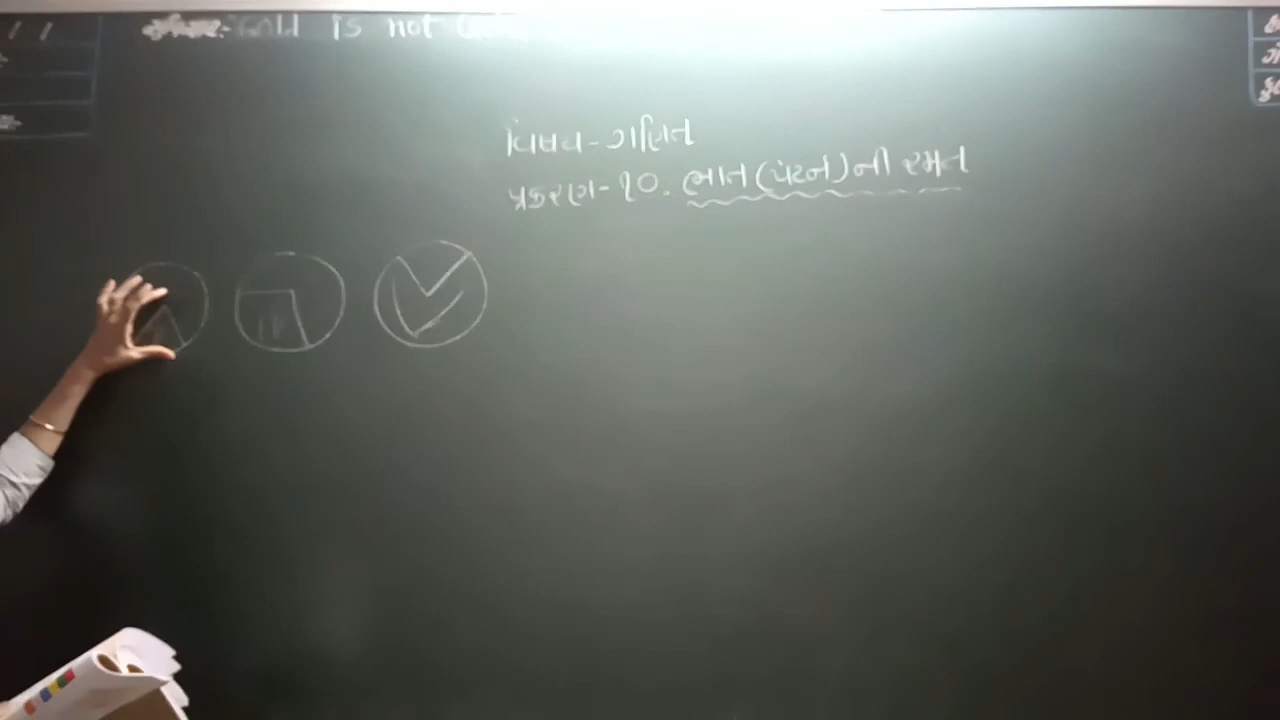 is not
વિષય - ગણિત
પ્રકરણ - ૧૦. ભાત (પેટર્ન) ની રમત